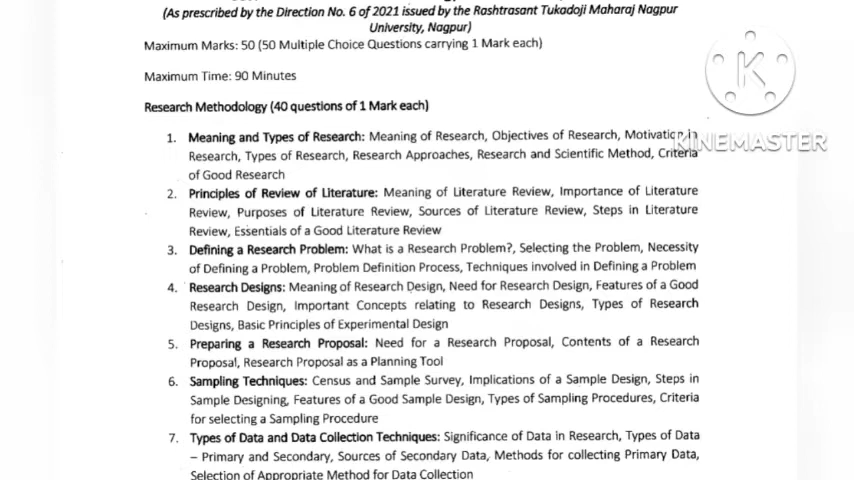 (As prescribed by the Direction No. 6 of 2021 issued by the Rashtrasant Tukadoji Maharaj Nagpur
University, Nagpur)
Maximum Marks: 50 (50 Multiple Choice Questions carrying 1 Mark each)
Maximum Time: 90 Minutes
Research Methodology (40 questions of 1 Mark each)
1. Meaning and Types of Research: Meaning of Research, Objectives of Research, Motivation in
Research, Types of Research, Research Approaches, Research and Scientific Method, Criteria
of Good Research
2. Principles of Review of Literature: Meaning of Literature Review, Importance of Literature
Review, Purposes of Literature Review, Sources of Literature Review, Steps in Literature
Review, Essentials of a Good Literature Review
3. Defining a Research Problem: What is a Research Problem?, Selecting the Problem, Necessity
of Defining a Problem, Problem Definition Process, Techniques involved in Defining a Problem
4. Research Designs: Meaning of Research Design, Need for Research Design, Features of a Good
Research Design, Important Concepts relating to Research Designs, Types of Research
Designs, Basic Principles of Experimental Design
5. Preparing a Research Proposal: Need for a Research Proposal, Contents of a Research
Proposal, Research Proposal as a Planning Tool
6. Sampling Techniques: Census and Sample Survey, Implications of a Sample Design, Steps in
Sample Designing, Features of a Good Sample Design, Types of Sampling Procedures, Criteria
for selecting a Sampling Procedure
7. Types of Data and Data Collection Techniques: Significance of Data in Research, Types of Data
– Primary and Secondary, Sources of Secondary Data, Methods for collecting Primary Data,
Selection of Appropriate Method for Data Collection
K
KINEMASTER